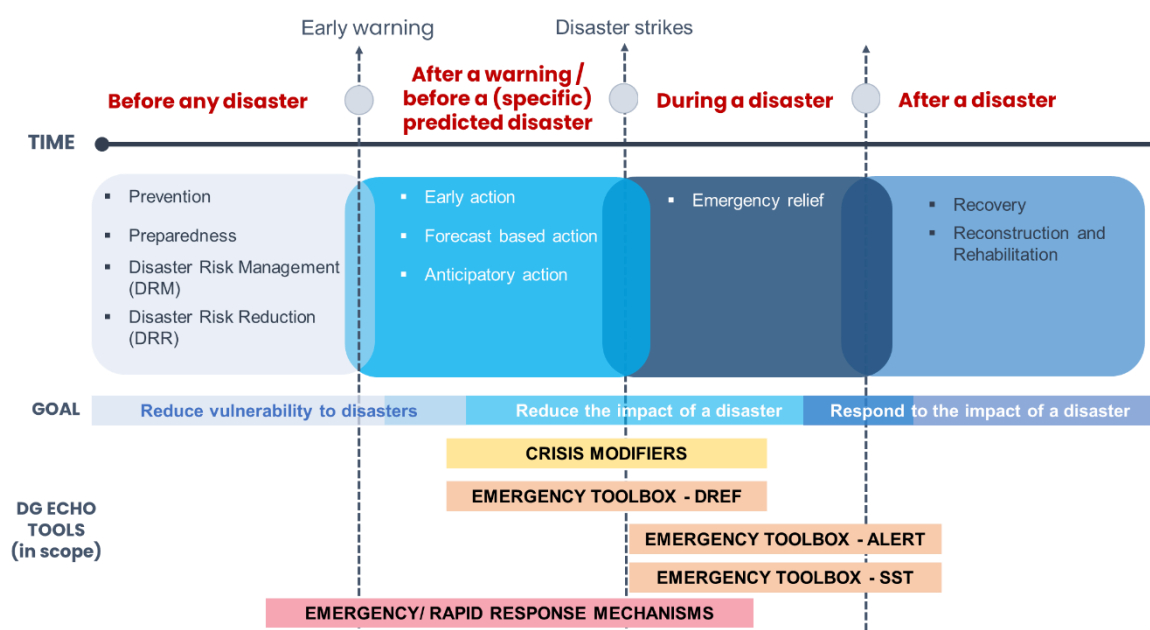 Early warning
Disaster strikes
Before any disaster
After a warning /
before a (specific)
predicted disaster
During a disaster
After a disaster
TIME
▪ Prevention
▪ Preparedness
▪ Disaster Risk Management
(DRM)
▪ Disaster Risk Reduction
(DRR)
▪ Early action
▪ Forecast based action
▪ Anticipatory action
▪ Emergency relief
▪ Recovery
▪ Reconstruction and
Rehabilitation
GOAL
Reduce vulnerability to disasters
Reduce the impact of a disaster
Respond to the impact of a disaster
DG ECHO
TOOLS
(in scope)
CRISIS MODIFIERS
EMERGENCY TOOLBOX - DREF
EMERGENCY TOOLBOX - ALERT
EMERGENCY TOOLBOX - SST
EMERGENCY/ RAPID RESPONSE MECHANISMS